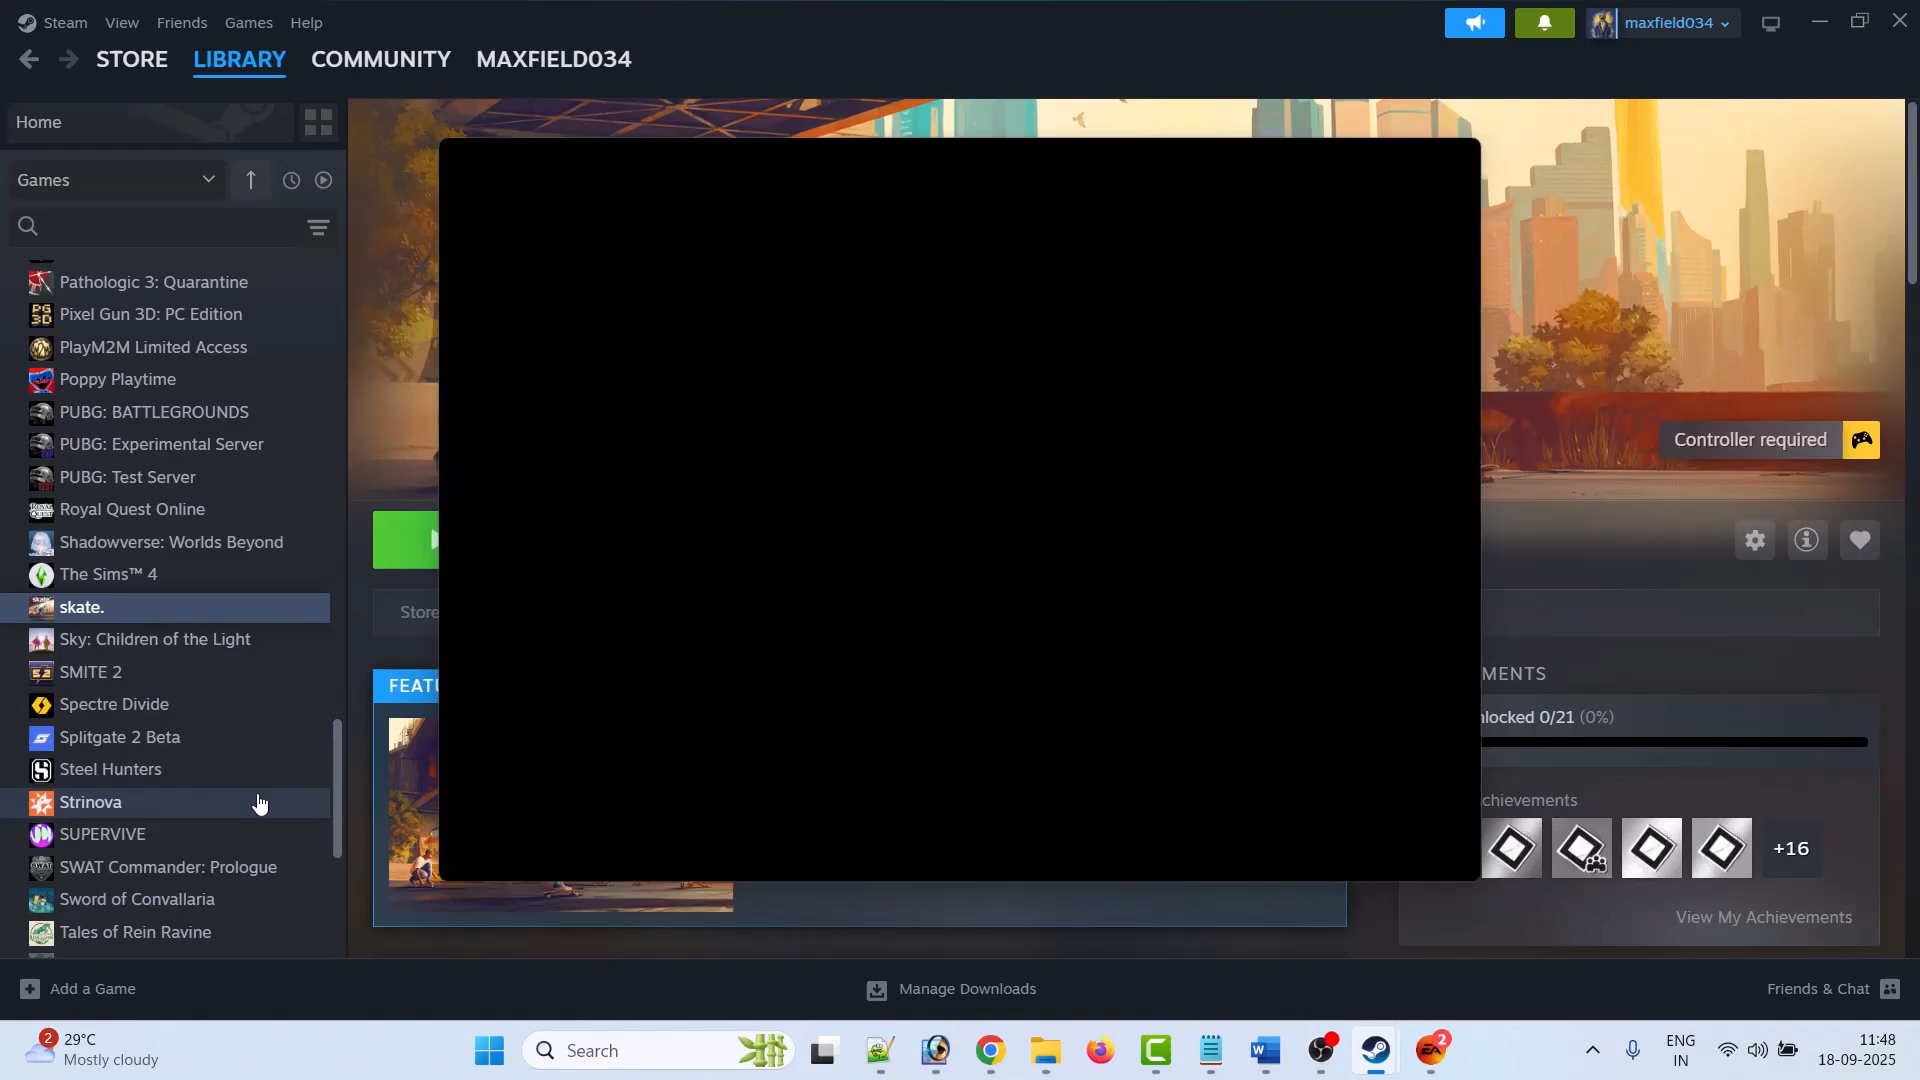 Steam View Friends Games Help
maxfield034
STORE LIBRARY COMMUNITY MAXFIELD034
Home
Games
Pathologic 3: Quarantine
Pixel Gun 3D: PC Edition
PlayM2M Limited Access
Poppy Playtime
PUBG: BATTLEGROUNDS
PUBG: Experimental Server
PUBG: Test Server
Royal Quest Online
Shadowverse: Worlds Beyond
The Sims™ 4
skate.
Sky: Children of the Light
SMITE 2
Spectre Divide
Splitgate 2 Beta
Steel Hunters
Strinova
SUPERVIVE
SWAT Commander: Prologue
Sword of Convallaria
Tales of Rein Ravine
Controller required
Store
FEATU
MENTS
nlocked 0/21 (0%)
chievements
+16
View My Achievements
Add a Game
Manage Downloads
Friends & Chat
2
29°C
Mostly cloudy
Search
EA
2
ENG
IN
11:48
18-09-2025